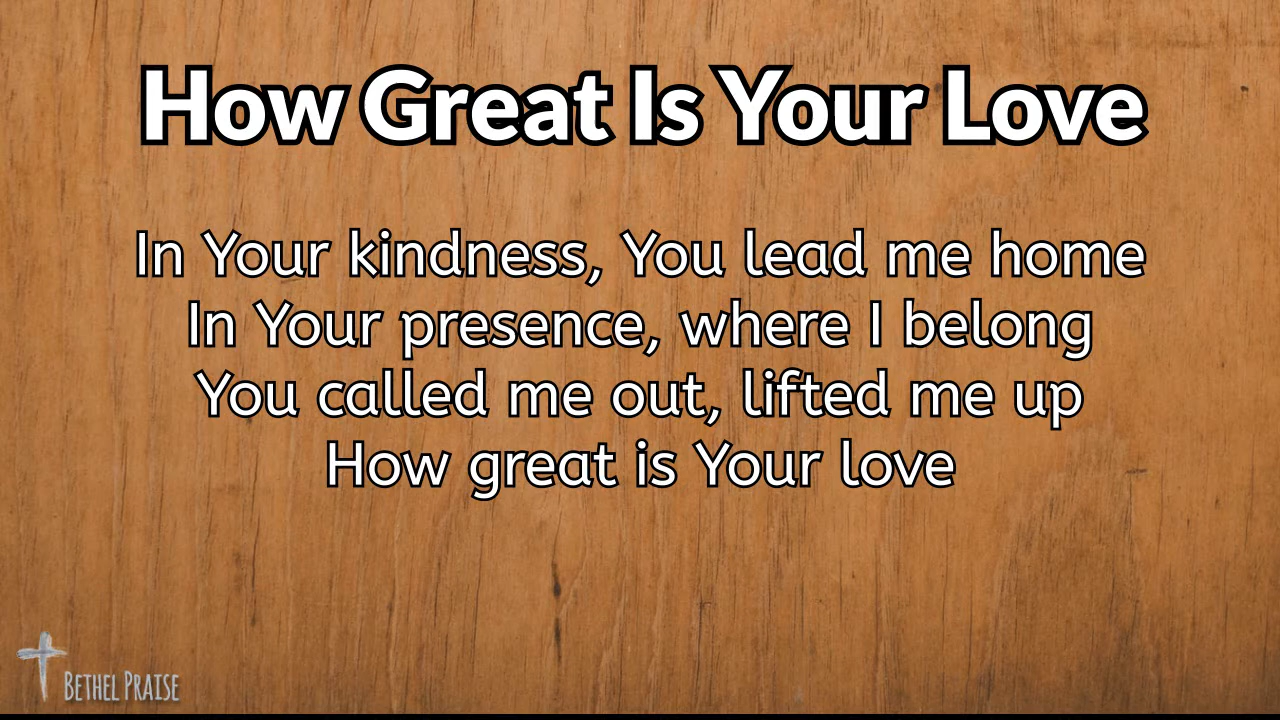 How Great Is Your Love
In Your kindness, You lead me home
In Your presence, where I belong
You called me out, lifted me up
How great is Your love
BETHEL PRAISE